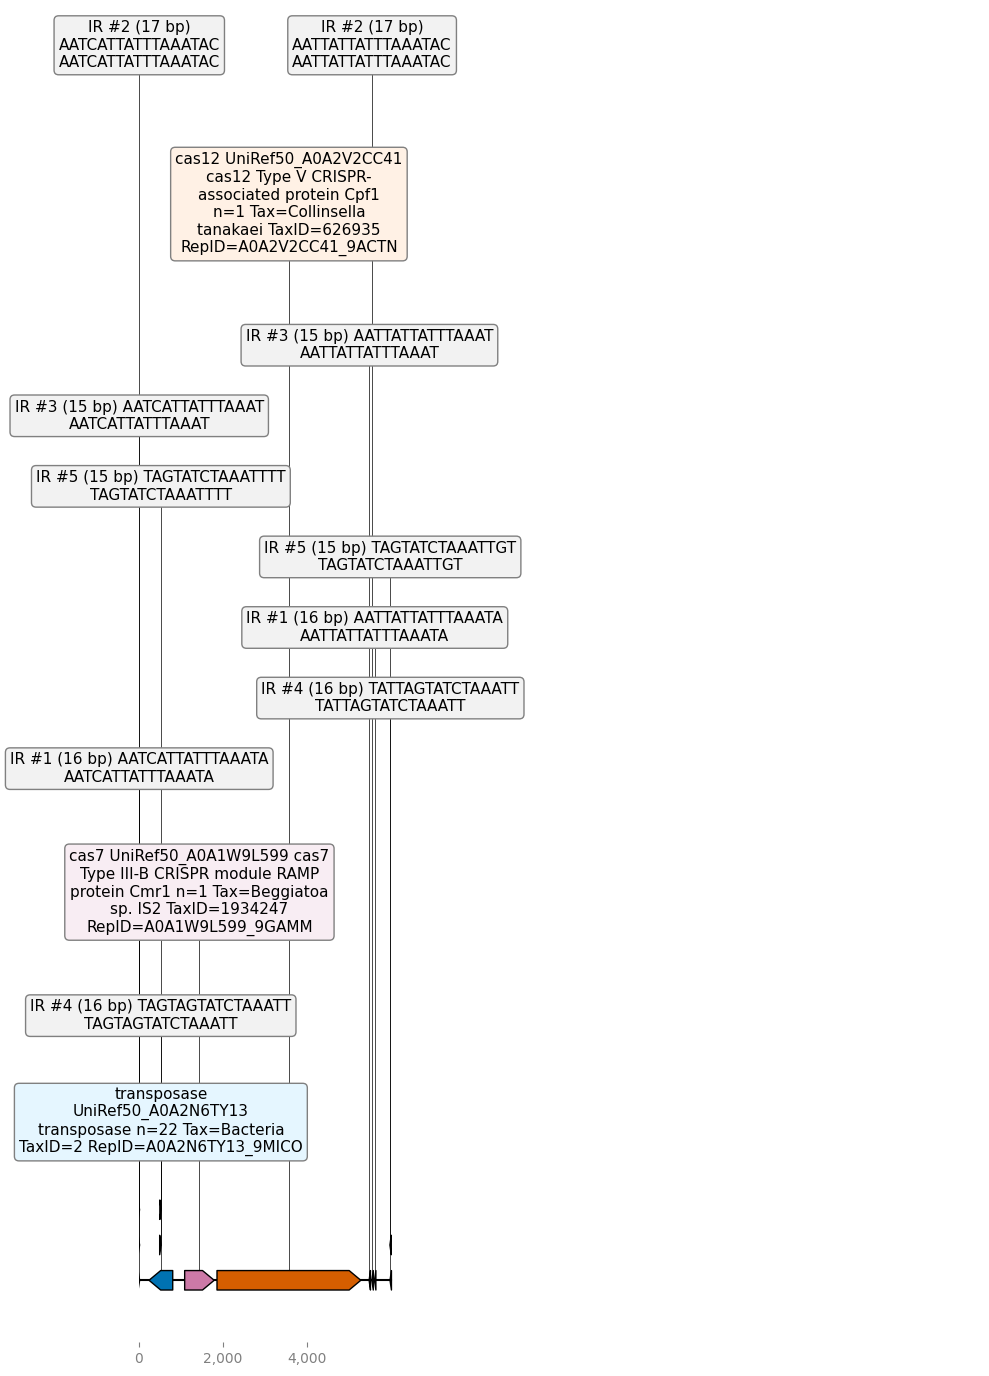 IR #2 (17 bp)
AATCATTATTTAAATAC
AATCATTATTTAAATAC
IR #2 (17 bp)
AATTATTATTTAAATAC
AATTATTATTTAAATAC
cas12 UniRef50_A0A2V2CC41
cas12 Type V CRISPR-
associated protein Cpf1
n=1 Tax=Collinsella
tanakaei TaxID=626935
RepID=A0A2V2CC41_9ACTN
IR #3 (15 bp) AATTATTATTTAAAT
AATTATTATTTAAAT
IR #3 (15 bp) AATCATTATTTAAAT
AATCATTATTTAAAT
IR #5 (15 bp) TAGTATCTAAATTTT
TAGTATCTAAATTTT
IR #5 (15 bp) TAGTATCTAAATTGT
TAGTATCTAAATTGT
IR #1 (16 bp) AATTATTATTTAAATA
AATTATTATTTAAATA
IR #4 (16 bp) TATTAGTATCTAAATT
TATTAGTATCTAAATT
IR #1 (16 bp) AATCATTATTTAAATA
AATCATTATTTAAATA
cas7 UniRef50_A0A1W9L599 cas7
Type III-B CRISPR module RAMP
protein Cmr1 n=1 Tax=Beggiatoa
sp. IS2 TaxID=1934247
RepID=A0A1W9L599_9GAMM
IR #4 (16 bp) TAGTAGTATCTAAATT
TAGTAGTATCTAAATT
transposase
UniRef50_A0A2N6TY13
transposase n=22 Tax=Bacteria
TaxID=2 RepID=A0A2N6TY13_9MICO
0
2,000
4,000